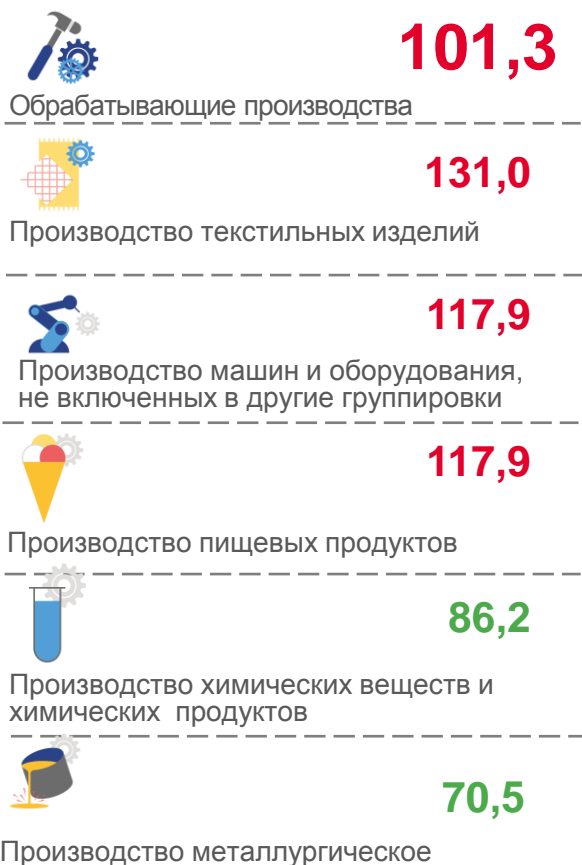 101,3
Обрабатывающие производства
131,0
Производство текстильных изделий
117,9
Производство машин и оборудования,
не включенных в другие группировки
117,9
Производство пищевых продуктов
86,2
Производство химических веществ и
химических продуктов
70,5
Производство металлургическое